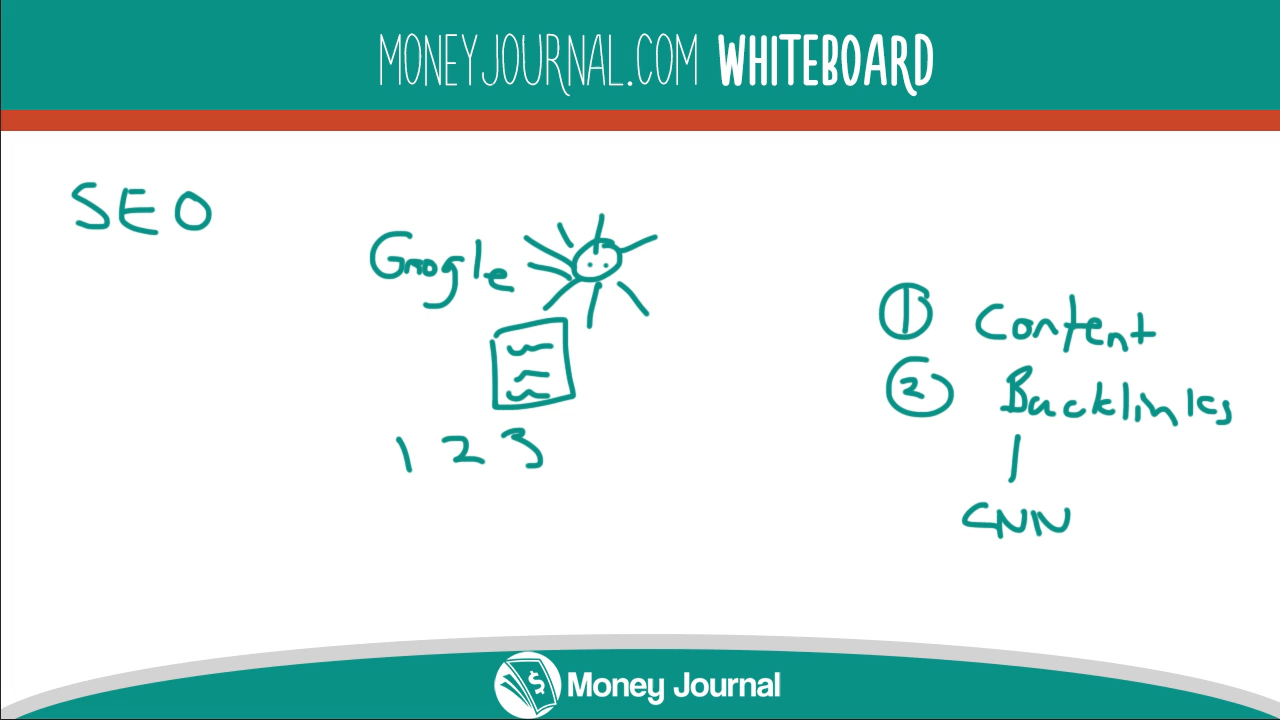 MONEYJOURNAL.COM WHITEBOARD
SEO
Google
1 2 3
1 Content
2 Backlinks
CNN
Money Journal